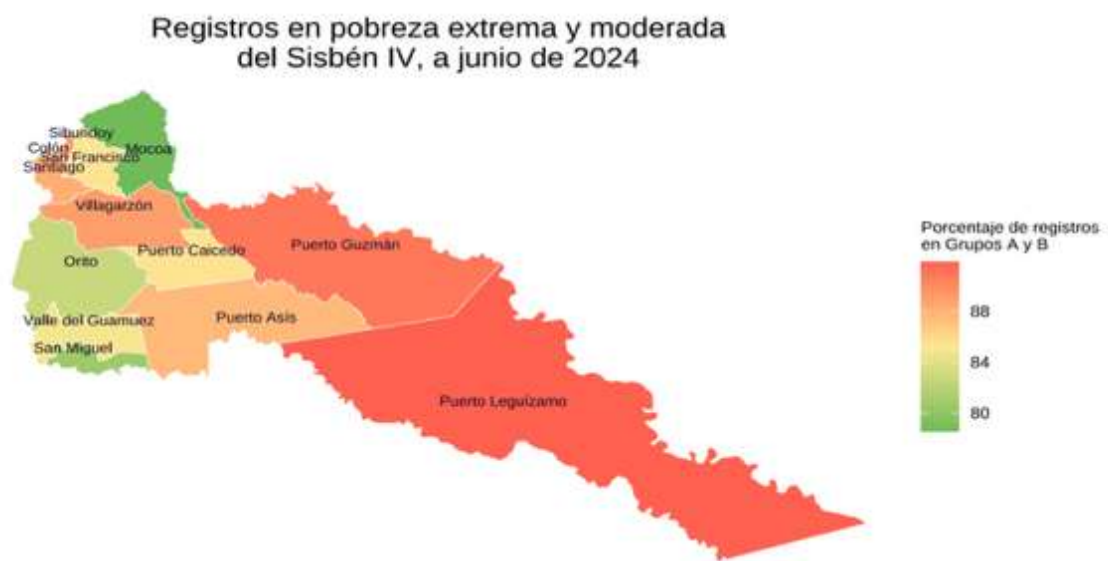 Registros en pobreza extrema y moderada
del Sisbén IV, a junio de 2024
Sibundoy
Colón
San Francisco
Mocoa
Santiago
Villagarzón
Puerto Caicedo
Puerto Guzmán
Orito
Valle del Guamuez
Puerto Asís
San Miguel
Puerto Leguízamo
Porcentaje de registros
en Grupos A y B
88
84
80